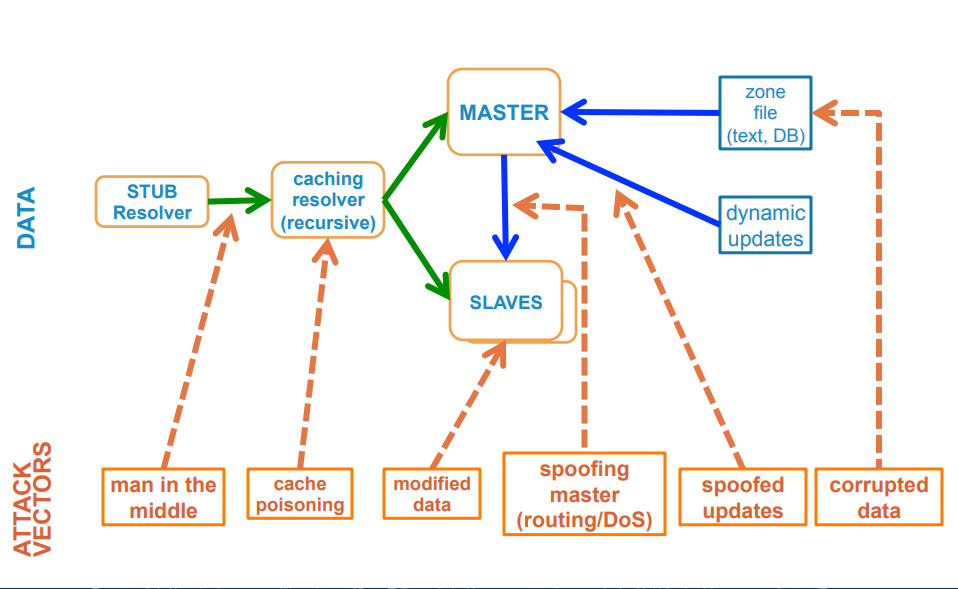 MASTER
zone
file
(text, DB)
STUB
Resolver
caching
resolver
(recursive)
dynamic
updates
DATA
SLAVES
ATTACK
VECTORS
man in the
middle
cache
poisoning
modified
data
spoofing
master
(routing/DoS)
spoofed
updates
corrupted
data